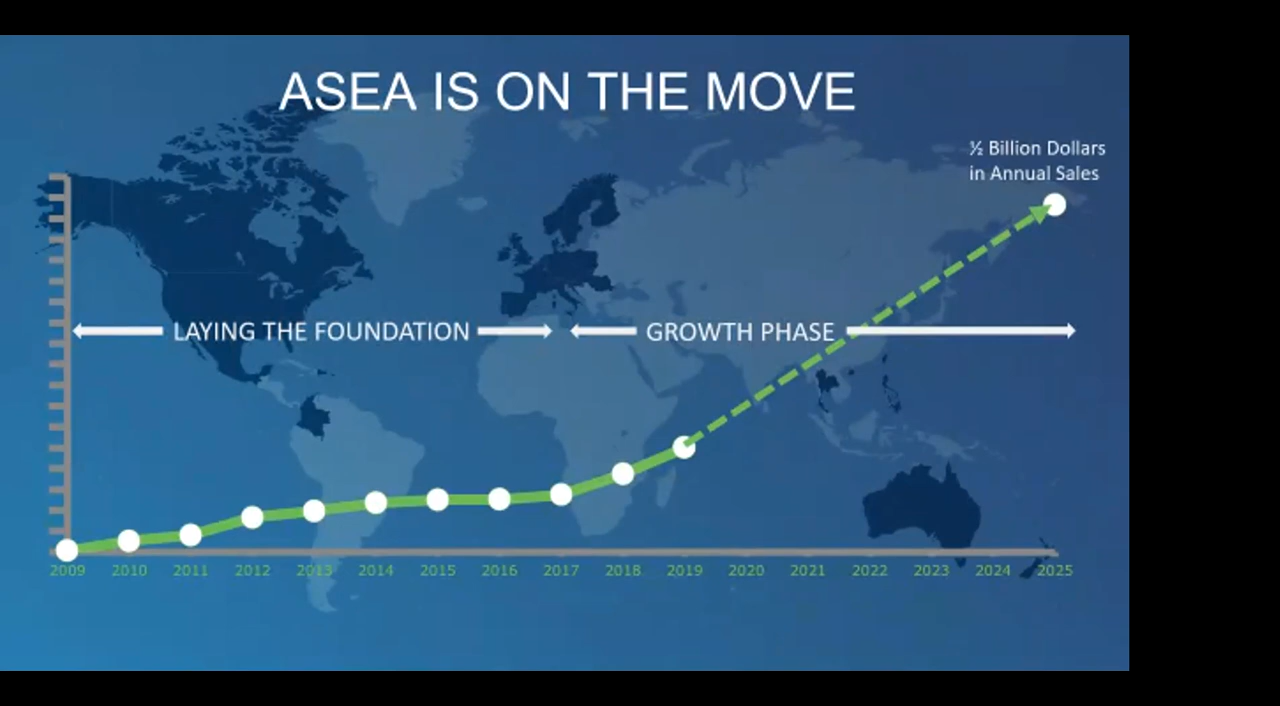 ASEA IS ON THE MOVE
½ Billion Dollars
in Annual Sales
LAYING THE FOUNDATION
GROWTH PHASE
2009 2010 2011 2012 2013 2014 2015 2016 2017 2018 2019 2020 2021 2022 2023 2024 2025